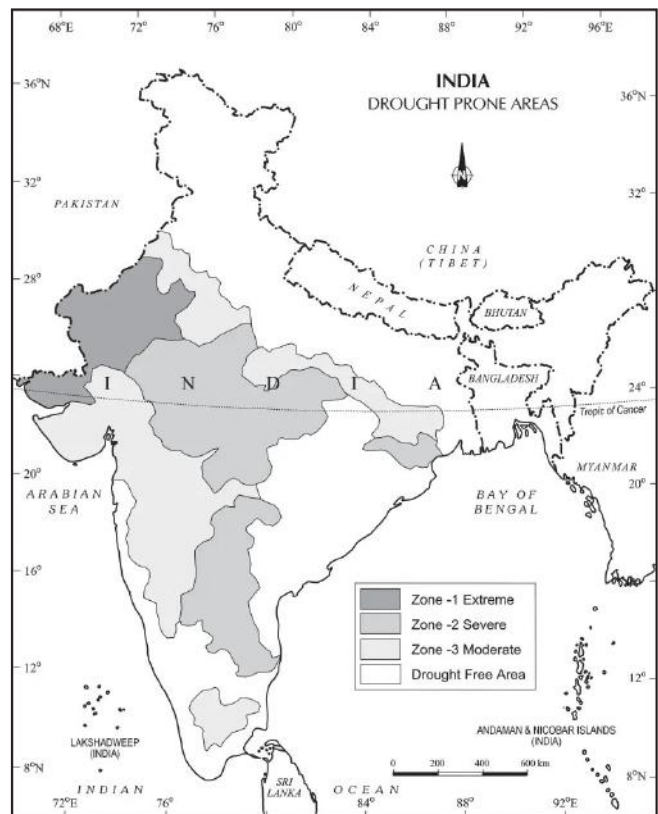 68°E 72° 76° 80° 84° 88° 92° 96°E
INDIA
DROUGHT PRONE AREAS
36°N
36°N
N
32°
32°
PAKISTAN
CHINA
(TIBET)
28°
28°
NEPAL
BHUTAN
I N D I A
BANGLADESH
24°
24°
Tropic of Cancer
MYANMAR
20°
20°
ARABIAN
SEA
BAY OF
BENGAL
16°
16°
Zone -1 Extreme
Zone -2 Severe
Zone -3 Moderate
Drought Free Area
12°
12°
LAKSHADWEEP
(INDIA)
ANDAMAN & NICOBAR ISLANDS
(INDIA)
200 0 200 400 600 km
8°N
8°N
INDIAN OCEAN
SRI
LANKA
72°E 76° 80° 84° 88° 92°E